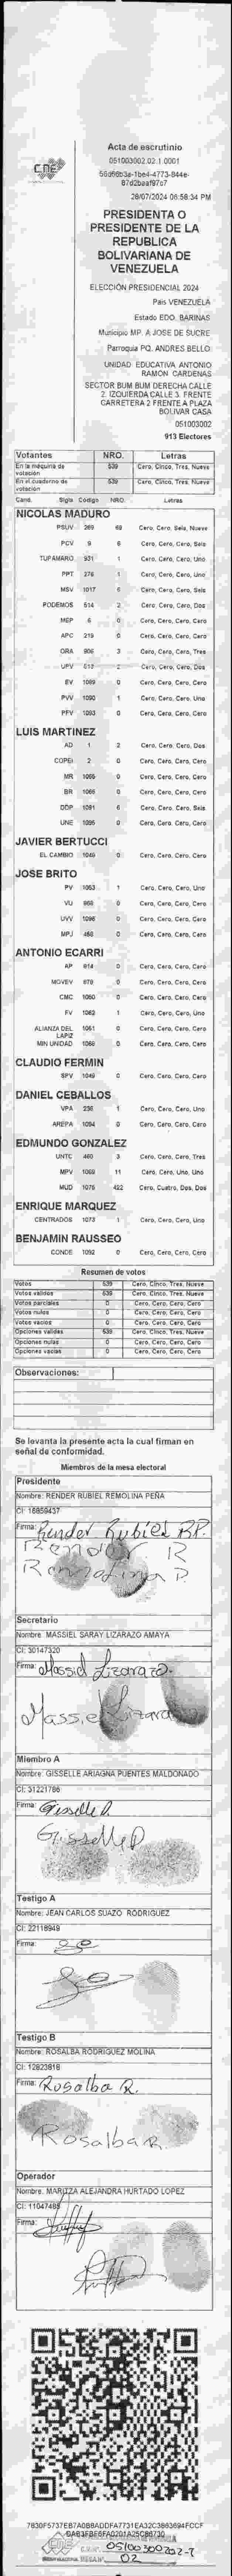 CNE
Acta de escrutinio
051003002.02.1.0001
28/07/2024 06:58:34 PM
PRESIDENTA O
PRESIDENTE DE LA
REPUBLICA
BOLIVARIANA DE
VENEZUELA
ELECCIÓN PRESIDENCIAL 2024
País VENEZUELA
Estado EDO. BARINAS
Municipio MP. A JOSE DE SUCRE
Parroquia PQ. ANDRES BELLO
UNIDAD EDUCATIVA ANTONIO
RAMON CARDENAS
SECTOR BUM BUM DERECHA CALLE
2. IZQUIERDA CALLE 3. FRENTE
CARRETERA 2 FRENTE A PLAZA
BOLIVAR CASA
051003002
913 Electores
Votantes NRO. Letras
En la máquina de votación 539 Cero, Cinco, Tres, Nueve
En el cuaderno de votación 539 Cero, Cinco, Tres, Nueve
Cand. Sigla Código NRO. Letras
NICOLAS MADURO
PSUV 269 69 Cero, Cero, Seis, Nueve
PCV 9 6 Cero, Cero, Cero, Seis
TUPAMARO 931 1 Cero, Cero, Cero, Uno
PPT 276 1 Cero, Cero, Cero, Uno
MSV 1017 6 Cero, Cero, Cero, Seis
PODEMOS 514 2 Cero, Cero, Cero, Dos
MEP 6 0 Cero, Cero, Cero, Cero
APC 219 0 Cero, Cero, Cero, Cero
ORA 806 3 Cero, Cero, Cero, Tres
UPV 612 2 Cero, Cero, Cero, Dos
EV 1089 0 Cero, Cero, Cero, Cero
PVV 1090 1 Cero, Cero, Cero, Uno
PFV 1093 0 Cero, Cero, Cero, Cero
LUIS MARTINEZ
AD 1 2 Cero, Cero, Cero, Dos
COPEI 2 0 Cero, Cero, Cero, Cero
MR 1055 0 Cero, Cero, Cero, Cero
BR 1066 0 Cero, Cero, Cero, Cero
DDP 1091 6 Cero, Cero, Cero, Seis
UNE 1095 0 Cero, Cero, Cero, Cero
JAVIER BERTUCCI
EL CAMBIO 1049 0 Cero, Cero, Cero, Cero
JOSE BRITO
PV 1053 1 Cero, Cero, Cero, Uno
VU 968 0 Cero, Cero, Cero, Cero
UVV 1096 0 Cero, Cero, Cero, Cero
MPJ 450 0 Cero, Cero, Cero, Cero
ANTONIO ECARRI
AP 914 0 Cero, Cero, Cero, Cero
MOVEV 879 0 Cero, Cero, Cero, Cero
CMC 1060 0 Cero, Cero, Cero, Cero
FV 1062 1 Cero, Cero, Cero, Uno
ALIANZA DEL LAPIZ 1061 0 Cero, Cero, Cero, Cero
MIN UNIDAD 1068 0 Cero, Cero, Cero, Cero
CLAUDIO FERMIN
SPV 1049 0 Cero, Cero, Cero, Cero
DANIEL CEBALLOS
VPA 236 1 Cero, Cero, Cero, Uno
AREPA 1054 0 Cero, Cero, Cero, Cero
EDMUNDO GONZALEZ
UNTC 460 3 Cero, Cero, Cero, Tres
MPV 1069 11 Cero, Cero, Uno, Uno
MUD 1075 422 Cero, Cuatro, Dos, Dos
ENRIQUE MARQUEZ
CENTRADOS 1073 1 Cero, Cero, Cero, Uno
BENJAMIN RAUSSEO
CONDE 1092 0 Cero, Cero, Cero, Cero
Resumen de votos
Votos 539 Cero, Cinco, Tres, Nueve
Votos válidos 539 Cero, Cinco, Tres, Nueve
Votos parciales 0 Cero, Cero, Cero, Cero
Votos nulos 0 Cero, Cero, Cero, Cero
Votos vacíos 0 Cero, Cero, Cero, Cero
Opciones válidas 539 Cero, Cinco, Tres, Nueve
Opciones nulas 0 Cero, Cero, Cero, Cero
Opciones vacías 0 Cero, Cero, Cero, Cero
Observaciones:
Se levanta la presente acta la cual firman en
señal de conformidad.
Miembros de la mesa electoral
Presidente
Nombre: RENDER RUBIEL REMOLINA PEÑA
CI: 16859437
Firma: Render Rubiel R P.
Render R
Remolina P.
Secretario
Nombre: MASSIEL SARAY LIZARAZO AMAYA
CI: 30147320
Firma: Massiel Lizarazo
Massiel Lizarazo
Miembro A
Nombre: GISSELLE ARIAGNA PUENTES MALDONADO
CI: 31221786
Firma: Gisselle P.
Gisselle P
Testigo A
Nombre: JEAN CARLOS SUAZO RODRIGUEZ
CI: 22118949
Firma:
Testigo B
Nombre: ROSALBA RODRIGUEZ MOLINA
CI: 12823818
Firma: Rosalba R.
Rosalba R.
Operador
Nombre: MARITZA ALEJANDRA HURTADO LOPEZ
CI: 11047485
Firma: